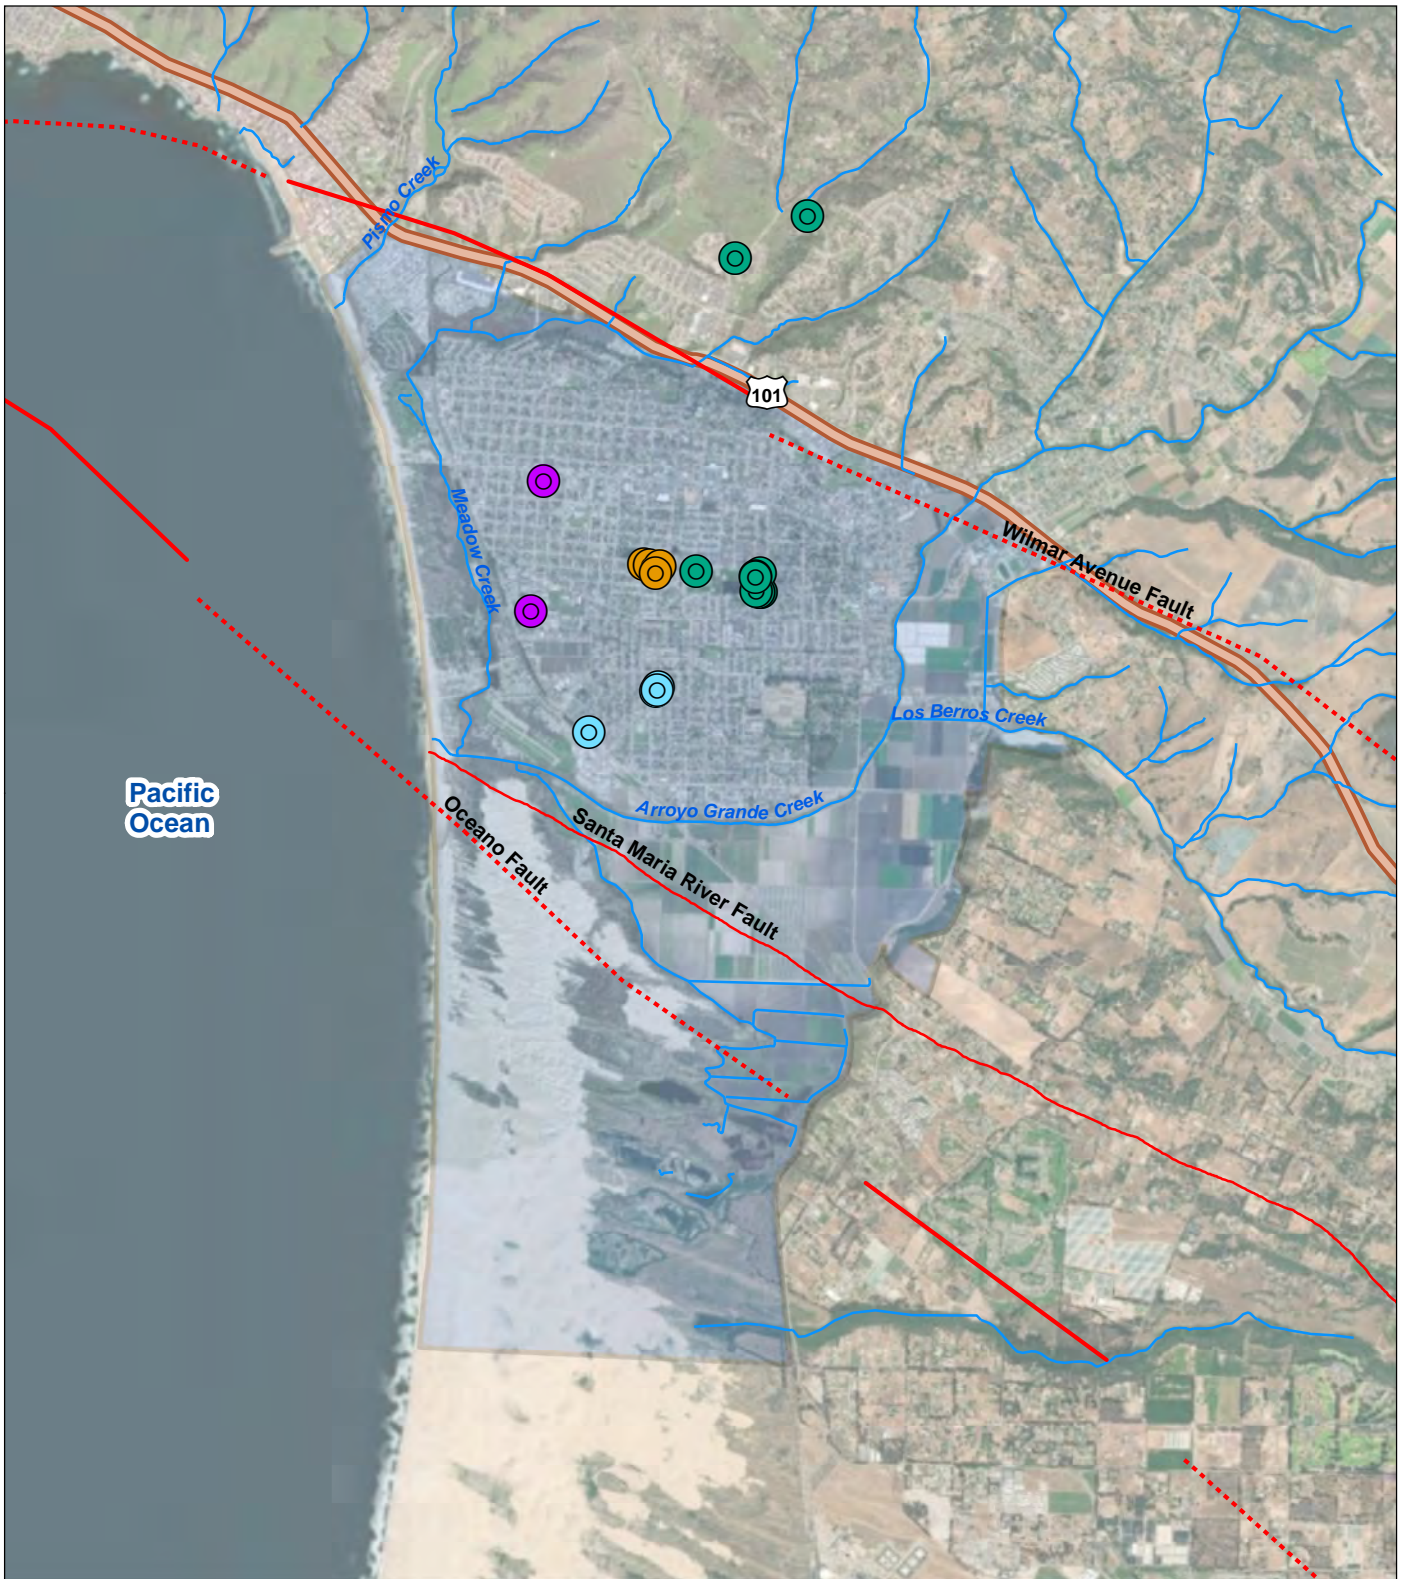 Pismo Creek
101
Meadow Creek
Wilmar Avenue Fault
Los Berros Creek
Pacific
Ocean
Arroyo Grande Creek
Oceano Fault
Santa Maria River Fault